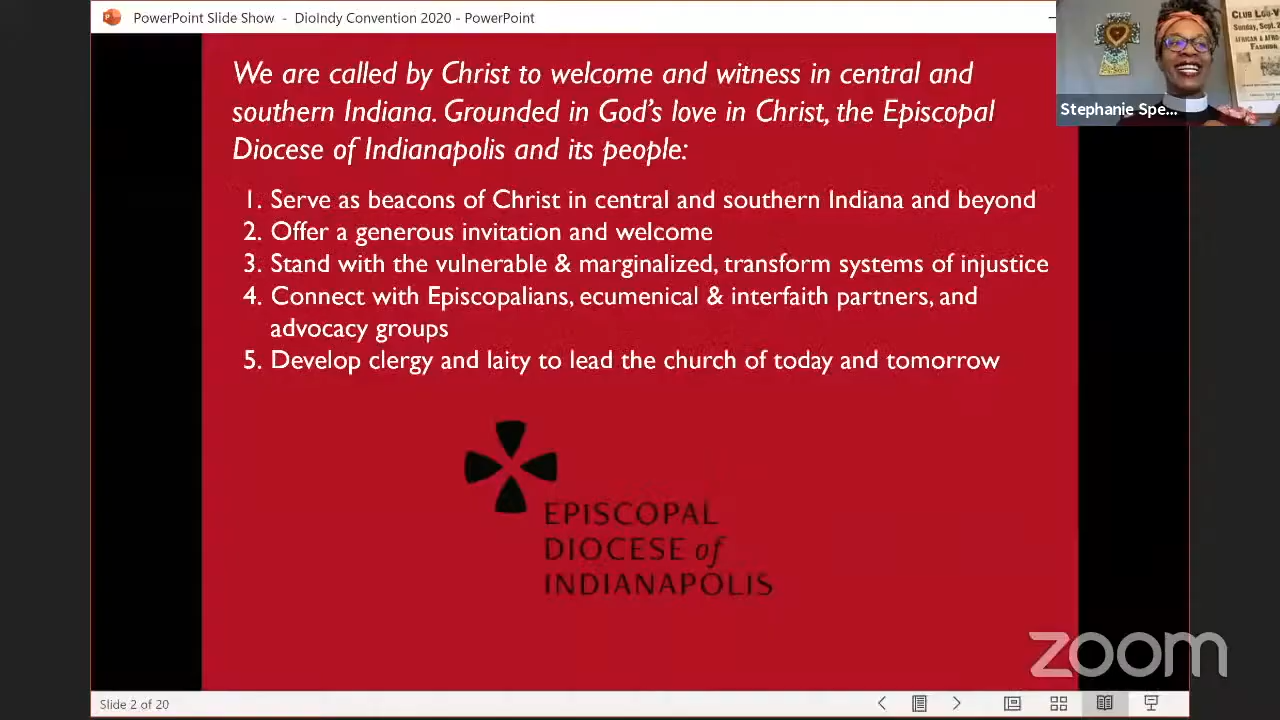 PowerPoint Slide Show - DioIndy Convention 2020 - PowerPoint
We are called by Christ to welcome and witness in central and
southern Indiana. Grounded in God's love in Christ, the Episcopal
Diocese of Indianapolis and its people:
1. Serve as beacons of Christ in central and southern Indiana and beyond
2. Offer a generous invitation and welcome
3. Stand with the vulnerable & marginalized, transform systems of injustice
4. Connect with Episcopalians, ecumenical & interfaith partners, and
advocacy groups
5. Develop clergy and laity to lead the church of today and tomorrow
EPISCOPAL
DIOCESE of
INDIANAPOLIS
Stephanie Spe...
CLUB
Sunday, Sept.
AFRICAN &
FASHION
zoom
Slide 2 of 20